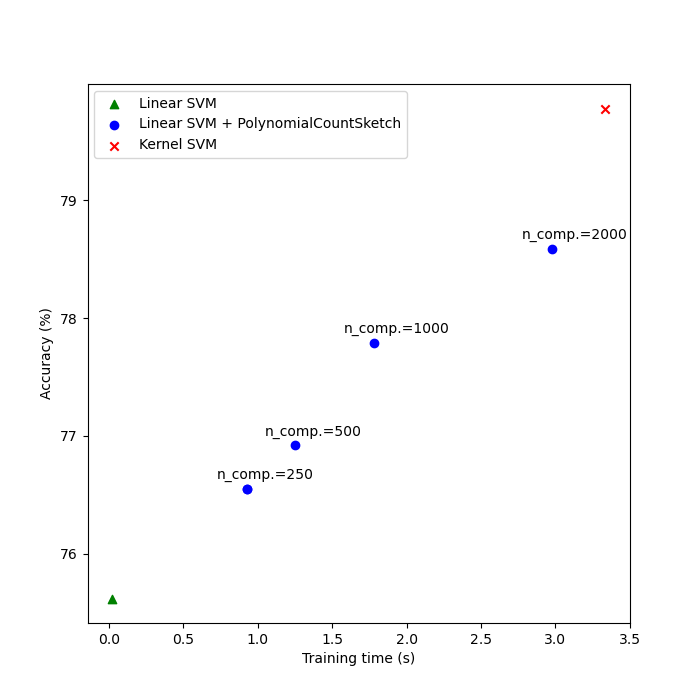 Linear SVM
Linear SVM + PolynomialCountSketch
Kernel SVM
79
n_comp.=2000
78
n_comp.=1000
77
n_comp.=500
n_comp.=250
76
Accuracy (%)
0.0 0.5 1.0 1.5 2.0 2.5 3.0 3.5
Training time (s)